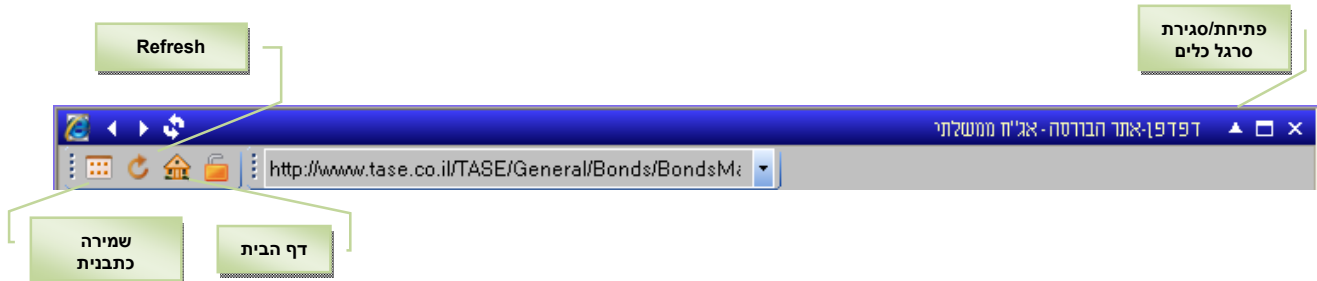 Refresh
פתיחת/סגירת
סרגל כלים
דפדפן-אתר הבורסה - אג''ח ממשלתי
http://www.tase.co.il/TASE/General/Bonds/BondsMa
שמירה
כתבנית
דף הבית